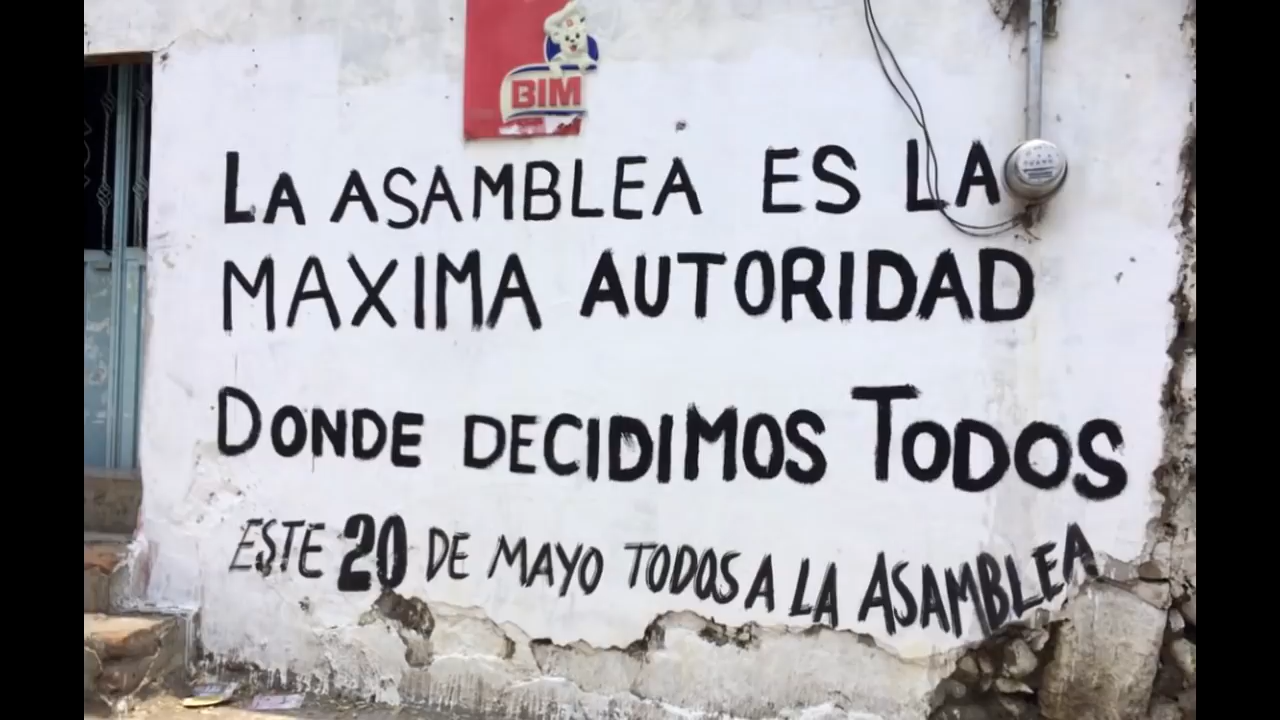 BIM
LA ASAMBLEA ES LA
MAXIMA AUTORIDAD
DONDE DECIDIMOS TODOS
ESTE 20 DE MAYO TODOS A LA ASAMBLEA